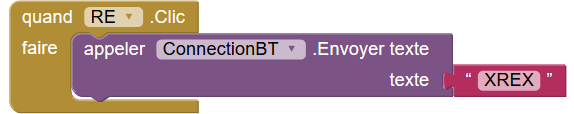 quand RE .Clic
faire appeler ConnectionBT .Envoyer texte
texte " XREX "